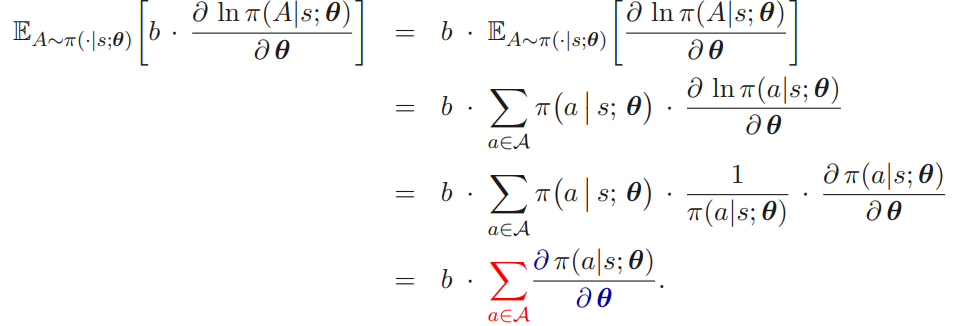 𝔼_{A∼π(·|s;𝜽)}[b · ∂ ln π(A|s;𝜽) / ∂𝜽] = b · 𝔼_{A∼π(·|s;𝜽)}[∂ ln π(A|s;𝜽) / ∂𝜽]
= b · ∑_{a∈𝒜} π(a | s; 𝜽) · ∂ ln π(a|s;𝜽) / ∂𝜽
= b · ∑_{a∈𝒜} π(a | s; 𝜽) · 1 / π(a|s;𝜽) · ∂ π(a|s;𝜽) / ∂𝜽
= b · ∑_{a∈𝒜} ∂ π(a|s;𝜽) / ∂𝜽.